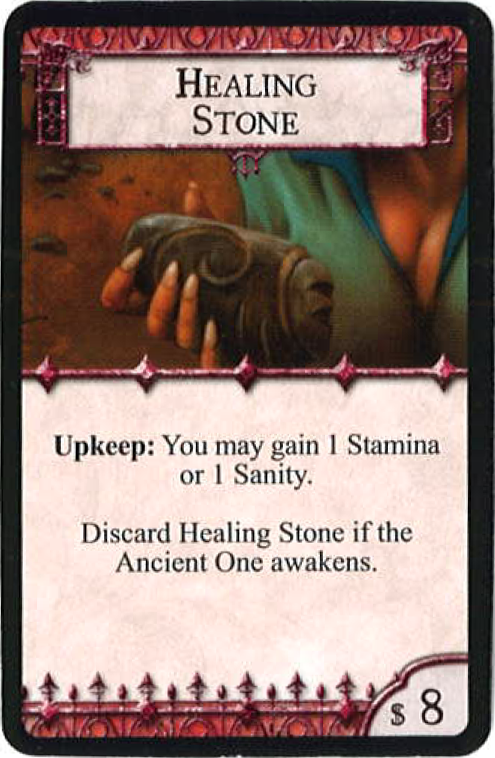 HEALING
STONE
Upkeep: You may gain 1 Stamina
or 1 Sanity.
Discard Healing Stone if the
Ancient One awakens.
$ 8